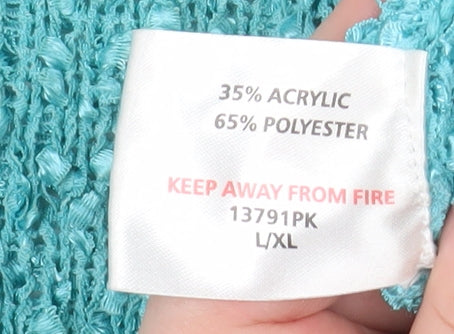 35% ACRYLIC
65% POLYESTER
KEEP AWAY FROM FIRE
13791PK
L/XL